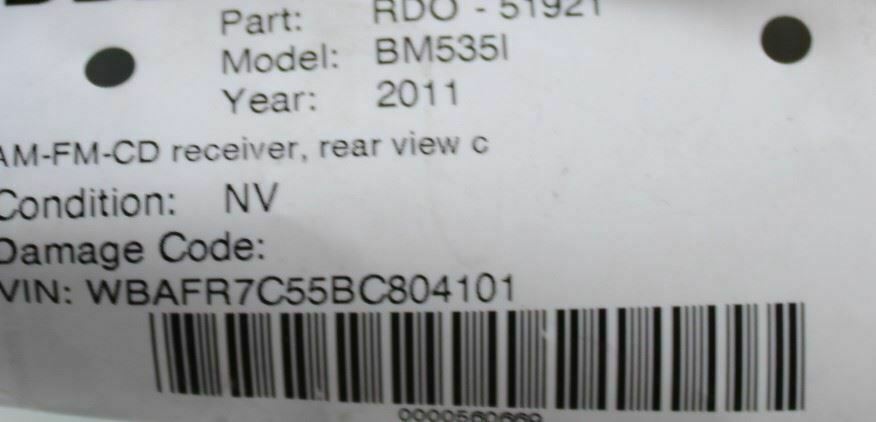 Part: RDO - 51921
Model: BM535I
Year: 2011
AM-FM-CD receiver, rear view c
Condition: NV
Damage Code:
VIN: WBAFR7C55BC804101
0000560669